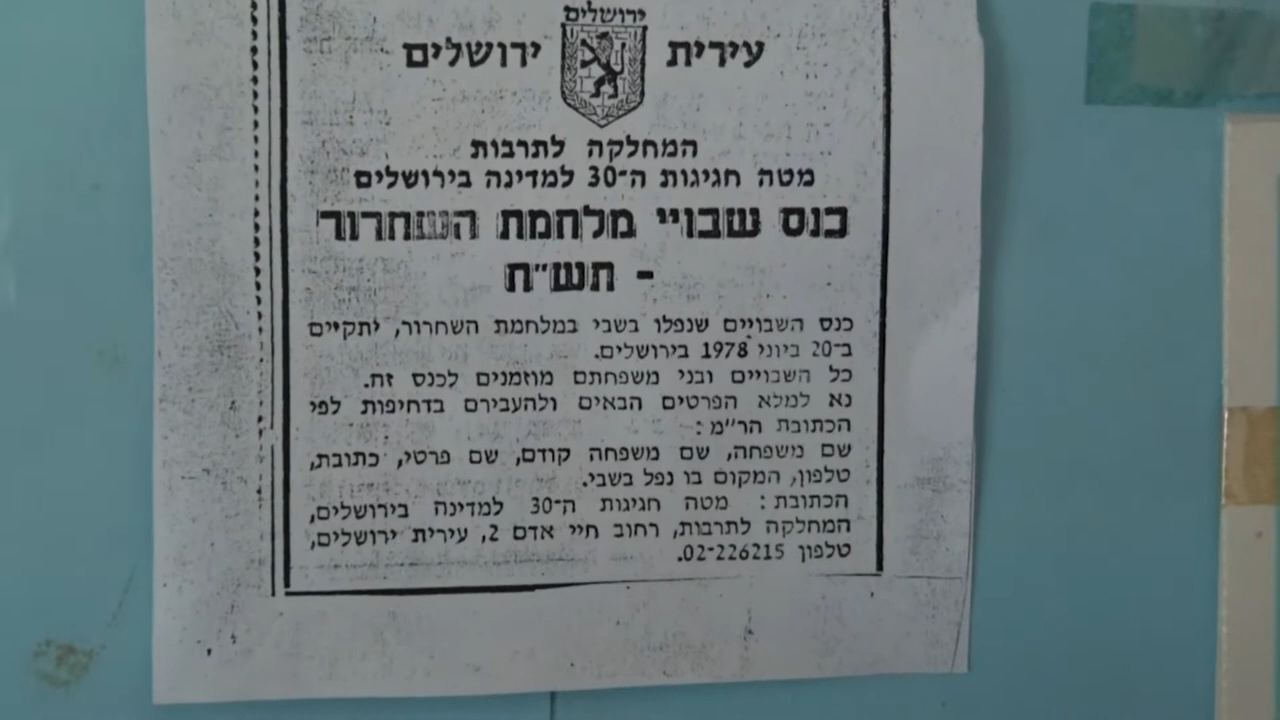 ירושלים
עירית ירושלים
המחלקה לתרבות
מטה חגיגות ה-30 למדינה בירושלים
כנס שבויי מלחמת השחרור
- תש״ח
כנס השבויים שנפלו בשבי במלחמת השחרור, יתקיים
ב-20 ביוני 1978 בירושלים.
כל השבויים ובני משפחתם מוזמנים לכנס זה.
נא למלא הפרטים הבאים ולהעבירם בדחיפות לפי
הכתובת הר״מ:
שם משפחה, שם משפחה קודם, שם פרטי, כתובת,
טלפון, המקום בו נפל בשבי.
הכתובת: מטה חגיגות ה-30 למדינה בירושלים,
המחלקה לתרבות, רחוב חיי אדם 2, עירית ירושלים,
טלפון 02-226215.